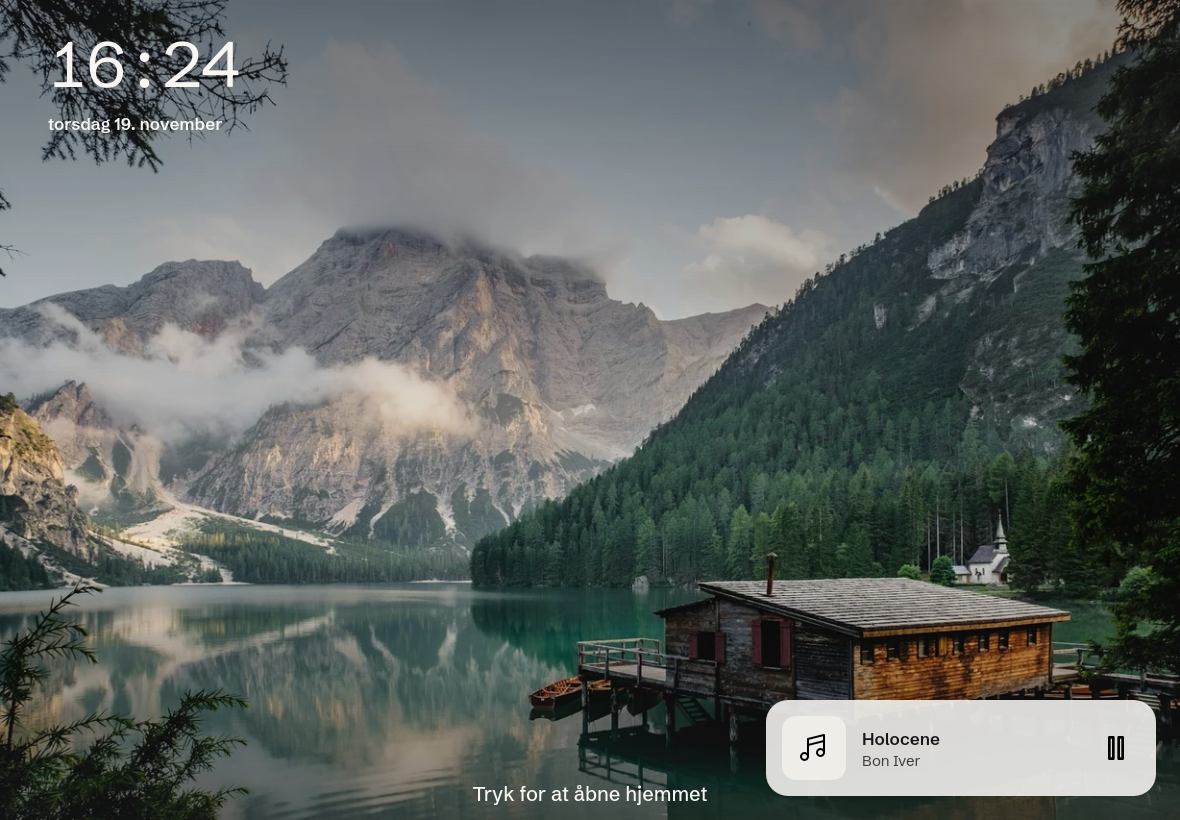 16:24
torsdag 19. november
Holocene
Bon Iver
Tryk for at åbne hjemmet